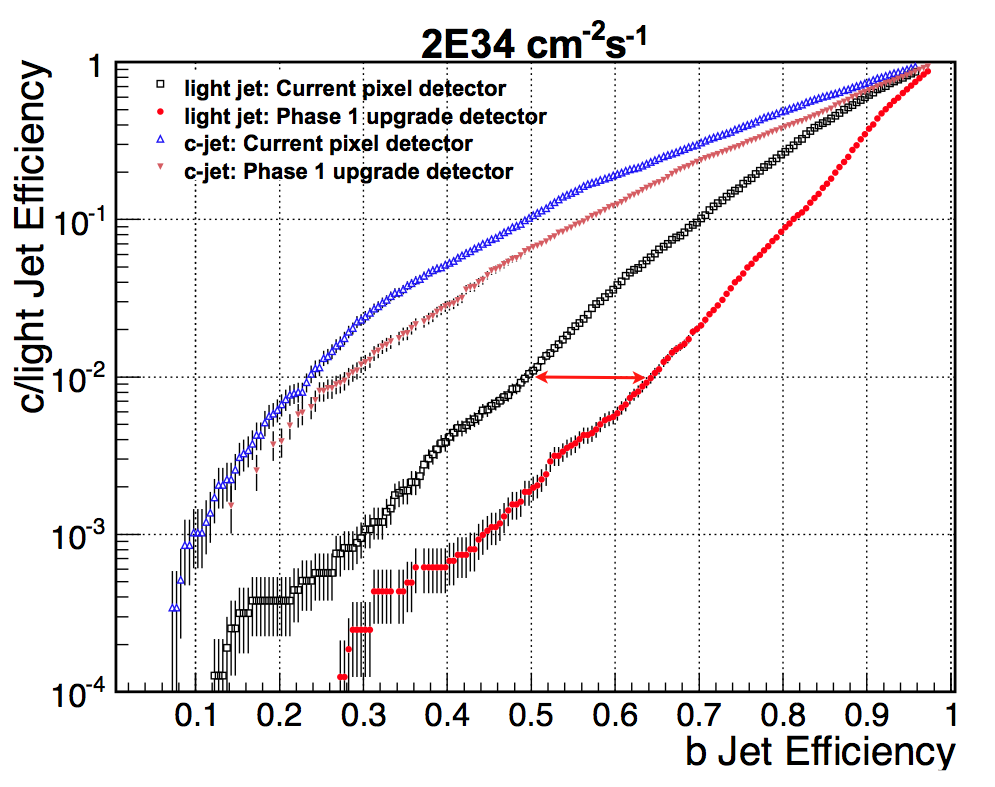 2E34 cm⁻²s⁻¹
c/light Jet Efficiency
light jet: Current pixel detector
light jet: Phase 1 upgrade detector
c-jet: Current pixel detector
c-jet: Phase 1 upgrade detector
1
10⁻¹
10⁻²
10⁻³
10⁻⁴
0.1 0.2 0.3 0.4 0.5 0.6 0.7 0.8 0.9 1
b Jet Efficiency